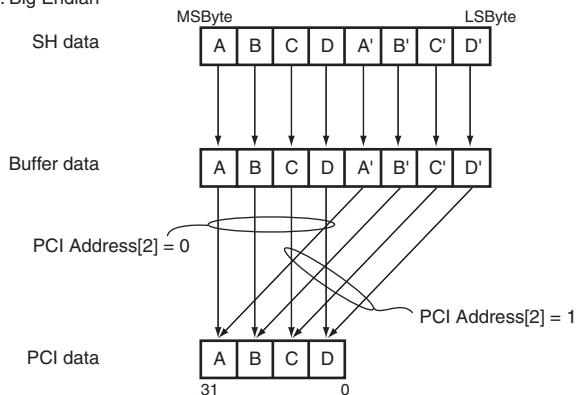 : Big Endian
MSByte LSByte
SH data A B C D A' B' C' D'
Buffer data A B C D A' B' C' D'
PCI Address[2] = 0
PCI Address[2] = 1
PCI data A B C D
31 0